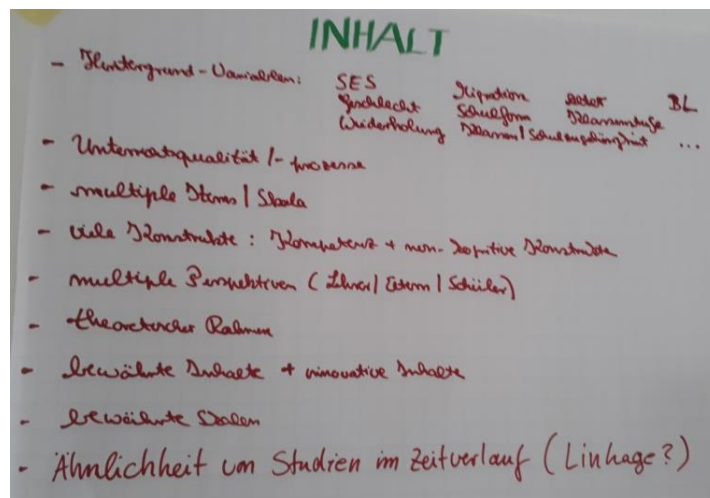 INHALT
- Hintergrund-Variablen: SES Migration Alter BL
Geschlecht Schulform Klassenstufe
Wiederholung Klassen/Schulzugehörigkeit ...
- Unterrichtsqualität/-prozesse
- multiple Items/Skala
- viele Konstrukte: Kompetenz + non-kognitive Konstrukte
- multiple Perspektiven (Lehrer/Eltern/Schüler)
- theoretischer Rahmen
- bewährte Inhalte + innovative Inhalte
- bewährte Skalen
- Ähnlichkeit von Studien im Zeitverlauf (Linkage?)